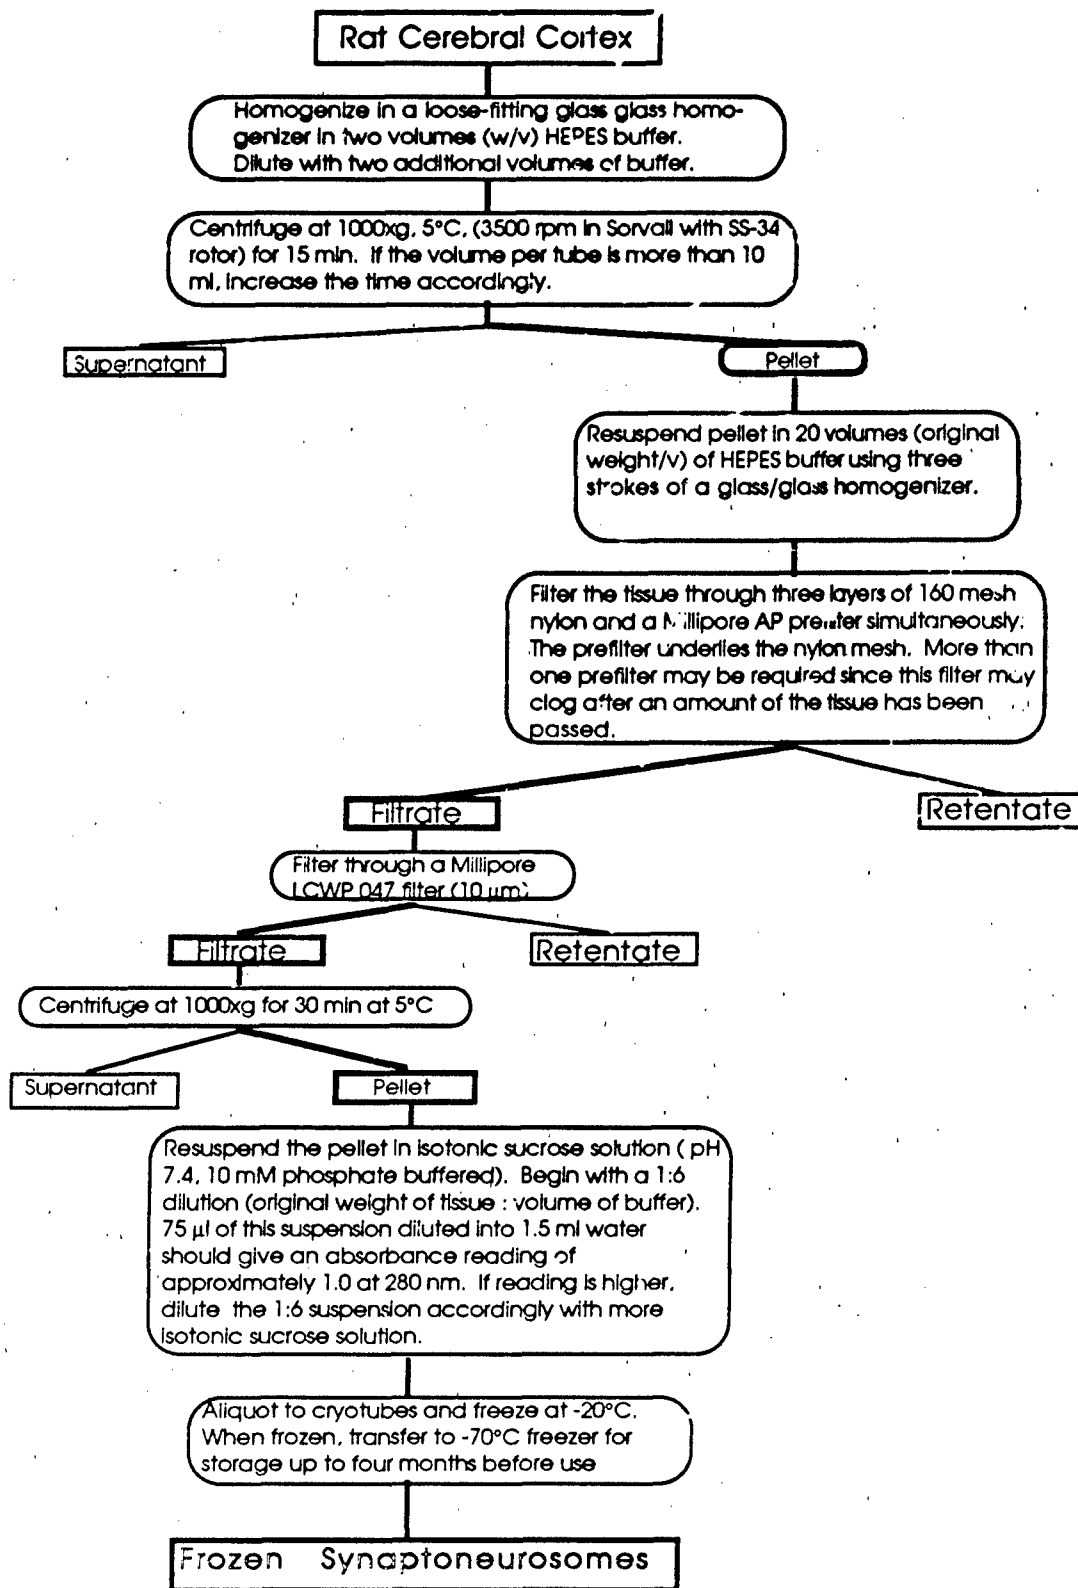 Rat Cerebral Cortex
Homogenize in a loose-fitting glass glass homo-
genizer in two volumes (w/v) HEPES buffer.
Dilute with two additional volumes of buffer.
Centrifuge at 1000xg, 5°C, (3500 rpm in Sorvall with SS-34
rotor) for 15 min. If the volume per tube is more than 10
ml, increase the time accordingly.
Supernatant
Pellet
Resuspend pellet in 20 volumes (original
weight/v) of HEPES buffer using three
strokes of a glass/glass homogenizer.
Filter the tissue through three layers of 160 mesh
nylon and a Millipore AP prefilter simultaneously.
The prefilter underlies the nylon mesh. More than
one prefilter may be required since this filter may
clog after an amount of the tissue has been
passed.
Filtrate
Retentate
Filter through a Millipore
LCWP 047 filter (10 µm)
Filtrate
Retentate
Centrifuge at 1000xg for 30 min at 5°C
Supernatant
Pellet
Resuspend the pellet in isotonic sucrose solution ( pH
7.4, 10 mM phosphate buffered). Begin with a 1:6
dilution (original weight of tissue : volume of buffer).
75 µl of this suspension diluted into 1.5 ml water
should give an absorbance reading of
approximately 1.0 at 280 nm. If reading is higher,
dilute the 1:6 suspension accordingly with more
isotonic sucrose solution.
Aliquot to cryotubes and freeze at -20°C.
When frozen, transfer to -70°C freezer for
storage up to four months before use
Frozen Synaptoneurosomes